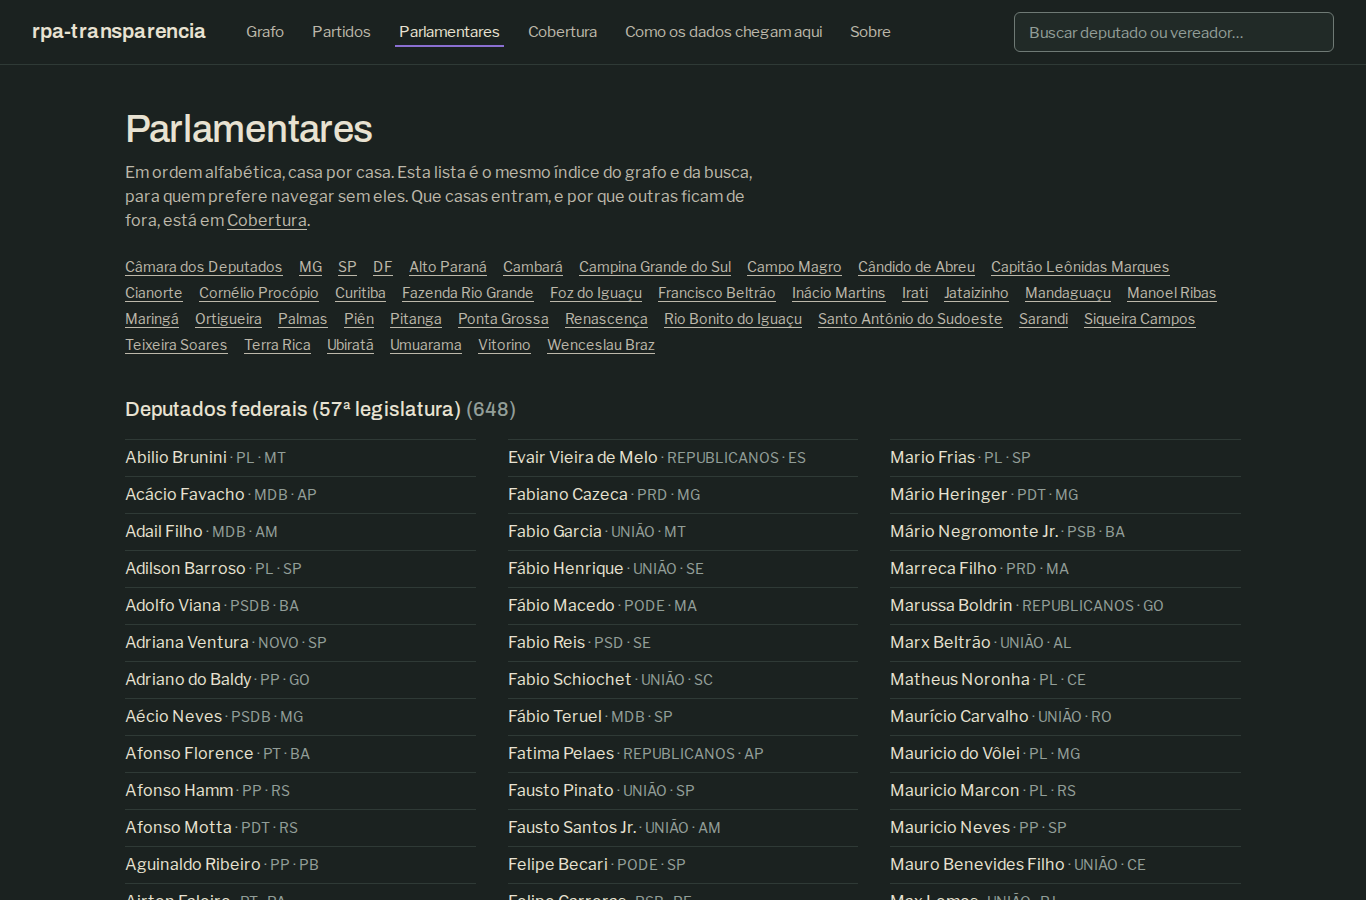 rpa-transparencia
Grafo
Partidos
Parlamentares
Cobertura
Como os dados chegam aqui
Sobre
Buscar deputado ou vereador...
Parlamentares
Em ordem alfabética, casa por casa. Esta lista é o mesmo índice do grafo e da busca,
para quem prefere navegar sem eles. Que casas entram, e por que outras ficam de
fora, está em Cobertura.
Câmara dos Deputados MG SP DF Alto Paraná Cambará Campina Grande do Sul Campo Magro Cândido de Abreu Capitão Leônidas Marques
Cianorte Cornélio Procópio Curitiba Fazenda Rio Grande Foz do Iguaçu Francisco Beltrão Inácio Martins Irati Jataizinho Mandaguaçu Manoel Ribas
Maringá Ortigueira Palmas Piên Pitanga Ponta Grossa Renascença Rio Bonito do Iguaçu Santo Antônio do Sudoeste Sarandi Siqueira Campos
Teixeira Soares Terra Rica Ubiratã Umuarama Vitorino Wenceslau Braz
Deputados federais (57ª legislatura) (648)
Abilio Brunini · PL · MT
Acácio Favacho · MDB · AP
Adail Filho · MDB · AM
Adilson Barroso · PL · SP
Adolfo Viana · PSDB · BA
Adriana Ventura · NOVO · SP
Adriano do Baldy · PP · GO
Aécio Neves · PSDB · MG
Afonso Florence · PT · BA
Afonso Hamm · PP · RS
Afonso Motta · PDT · RS
Aguinaldo Ribeiro · PP · PB
Evair Vieira de Melo · REPUBLICANOS · ES
Fabiano Cazeca · PRD · MG
Fabio Garcia · UNIÃO · MT
Fábio Henrique · UNIÃO · SE
Fábio Macedo · PODE · MA
Fabio Reis · PSD · SE
Fabio Schiochet · UNIÃO · SC
Fábio Teruel · MDB · SP
Fatima Pelaes · REPUBLICANOS · AP
Fausto Pinato · UNIÃO · SP
Fausto Santos Jr. · UNIÃO · AM
Felipe Becari · PODE · SP
Mario Frias · PL · SP
Mário Heringer · PDT · MG
Mário Negromonte Jr. · PSB · BA
Marreca Filho · PRD · MA
Marussa Boldrin · REPUBLICANOS · GO
Marx Beltrão · UNIÃO · AL
Matheus Noronha · PL · CE
Maurício Carvalho · UNIÃO · RO
Mauricio do Vôlei · PL · MG
Mauricio Marcon · PL · RS
Mauricio Neves · PP · SP
Mauro Benevides Filho · UNIÃO · CE